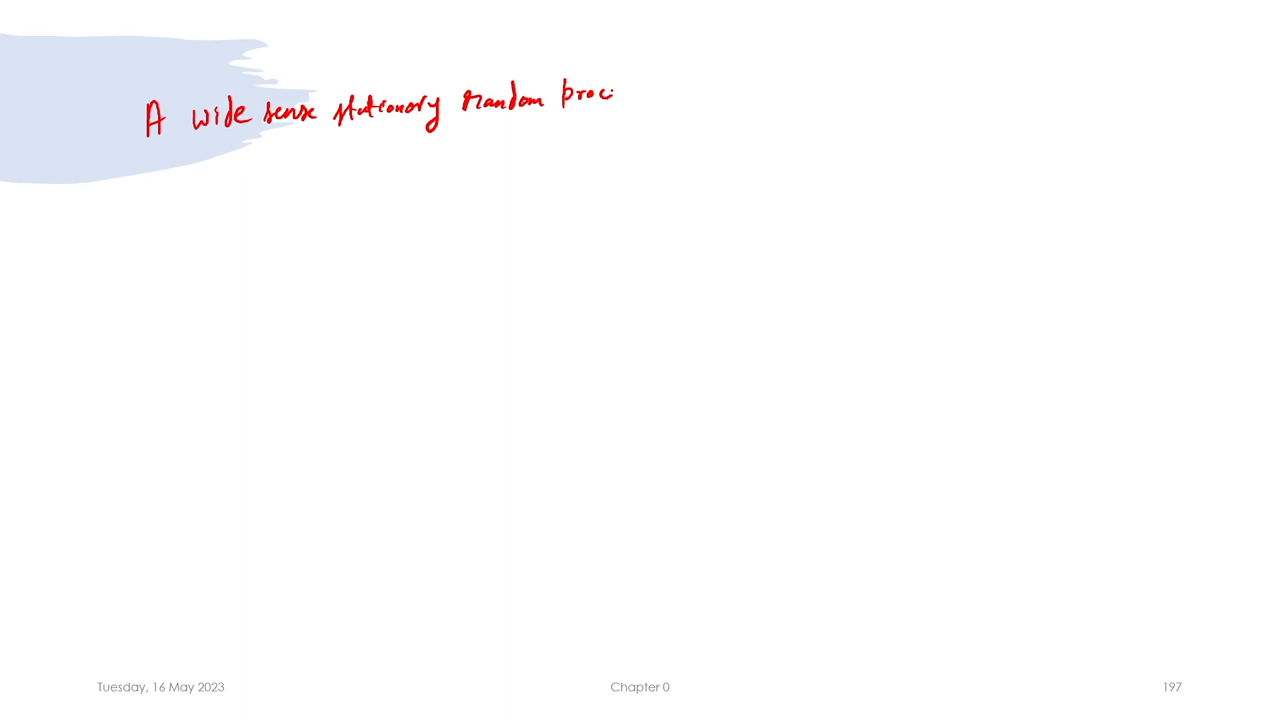 A wide sense stationary random proc
Tuesday, 16 May 2023
Chapter 0
197